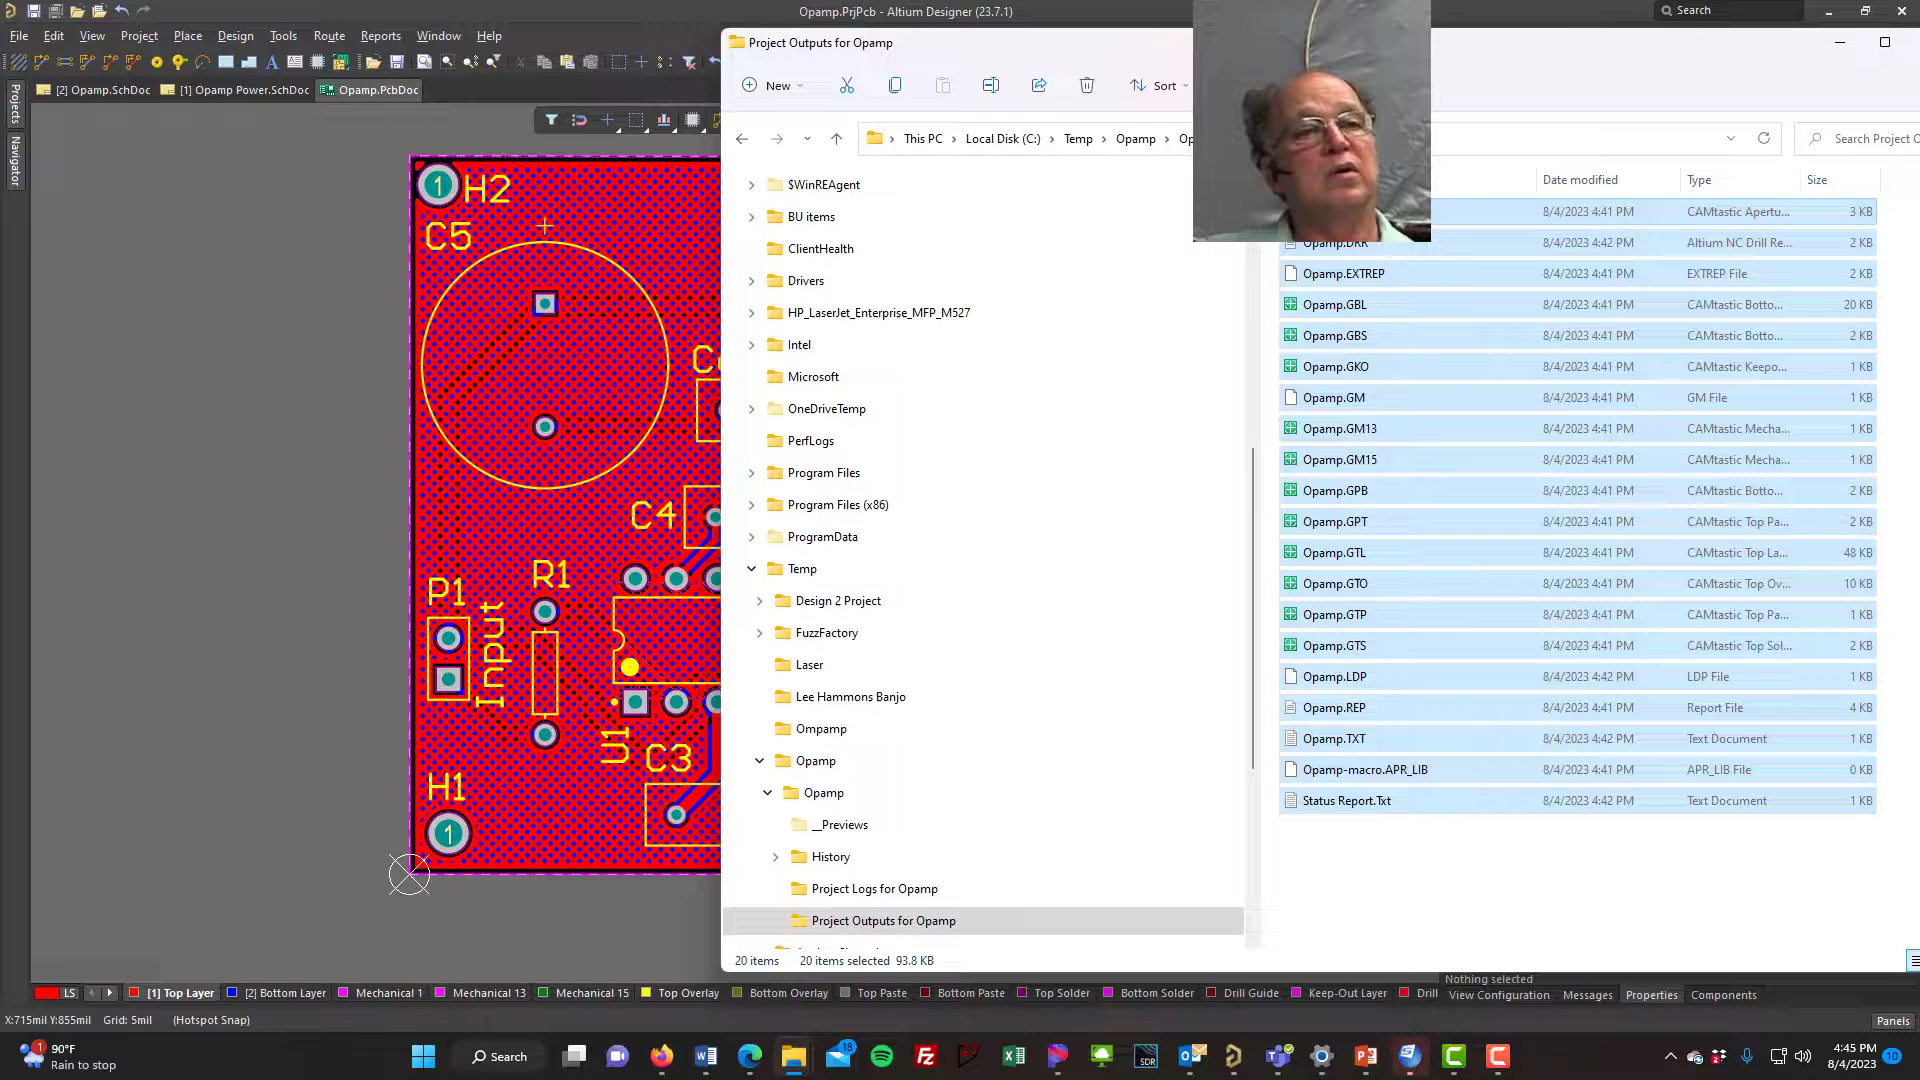 Opamp.PrjPcb - Altium Designer (23.7.1)
Search
File Edit View Project Place Design Tools Route Reports Window Help
[2] Opamp.SchDoc [1] Opamp Power.SchDoc Opamp.PcbDoc
Projects
Navigator
Project Outputs for Opamp
New Sort
This PC Local Disk (C:) Temp Opamp
Search Project O
$WinREAgent
BU items
ClientHealth
Drivers
HP_LaserJet_Enterprise_MFP_M527
Intel
Microsoft
OneDriveTemp
PerfLogs
Program Files
Program Files (x86)
ProgramData
Temp
Design 2 Project
FuzzFactory
Laser
Lee Hammons Banjo
Ompamp
Opamp
Opamp
__Previews
History
Project Logs for Opamp
Project Outputs for Opamp
20 items 20 items selected 93.8 KB
Date modified Type Size
8/4/2023 4:41 PM CAMtastic Apertu... 3 KB
Opamp.DRR 8/4/2023 4:42 PM Altium NC Drill Re... 2 KB
Opamp.EXTREP 8/4/2023 4:41 PM EXTREP File 2 KB
Opamp.GBL 8/4/2023 4:41 PM CAMtastic Botto... 20 KB
Opamp.GBS 8/4/2023 4:41 PM CAMtastic Botto... 2 KB
Opamp.GKO 8/4/2023 4:41 PM CAMtastic Keepo... 1 KB
Opamp.GM 8/4/2023 4:41 PM GM File 1 KB
Opamp.GM13 8/4/2023 4:41 PM CAMtastic Mecha... 1 KB
Opamp.GM15 8/4/2023 4:41 PM CAMtastic Mecha... 1 KB
Opamp.GPB 8/4/2023 4:41 PM CAMtastic Botto... 2 KB
Opamp.GPT 8/4/2023 4:41 PM CAMtastic Top Pa... 2 KB
Opamp.GTL 8/4/2023 4:41 PM CAMtastic Top La... 48 KB
Opamp.GTO 8/4/2023 4:41 PM CAMtastic Top Ov... 10 KB
Opamp.GTP 8/4/2023 4:41 PM CAMtastic Top Pa... 1 KB
Opamp.GTS 8/4/2023 4:41 PM CAMtastic Top Sol... 2 KB
Opamp.LDP 8/4/2023 4:42 PM LDP File 1 KB
Opamp.REP 8/4/2023 4:41 PM Report File 4 KB
Opamp.TXT 8/4/2023 4:42 PM Text Document 1 KB
Opamp-macro.APR_LIB 8/4/2023 4:41 PM APR_LIB File 0 KB
Status Report.Txt 8/4/2023 4:42 PM Text Document 1 KB
1 H2
C5
+
C4
R1
P1
Input
U1
C3
H1
1
Nothing selected
LS [1] Top Layer [2] Bottom Layer Mechanical 1 Mechanical 13 Mechanical 15 Top Overlay Bottom Overlay Top Paste Bottom Paste Top Solder Bottom Solder Drill Guide Keep-Out Layer Drill
View Configuration Messages Properties Components
X:715mil Y:855mil Grid: 5mil (Hotspot Snap)
Panels
1
90°F
Rain to stop
Search
18
SDR
4:45 PM
8/4/2023
10